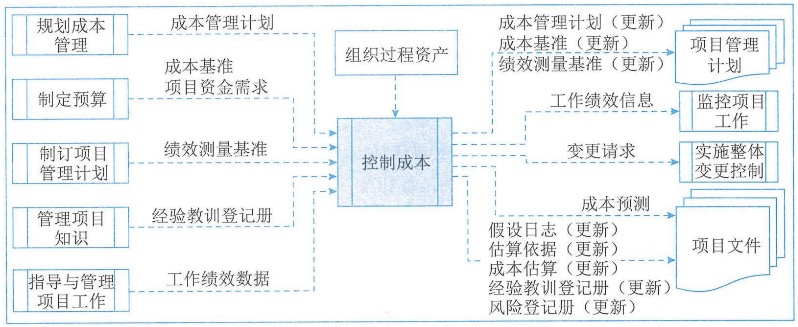 规划成本
管理
成本管理计划
制定预算
成本基准
项目资金需求
制订项目
管理计划
绩效测量基准
管理项目
知识
经验教训登记册
指导与管理
项目工作
工作绩效数据
组织过程资产
控制成本
成本管理计划（更新）
成本基准（更新）
绩效测量基准（更新）
项目管理
计划
工作绩效信息
监控项目
工作
变更请求
实施整体
变更控制
成本预测
假设日志（更新）
估算依据（更新）
成本估算（更新）
经验教训登记册（更新）
风险登记册（更新）
项目文件